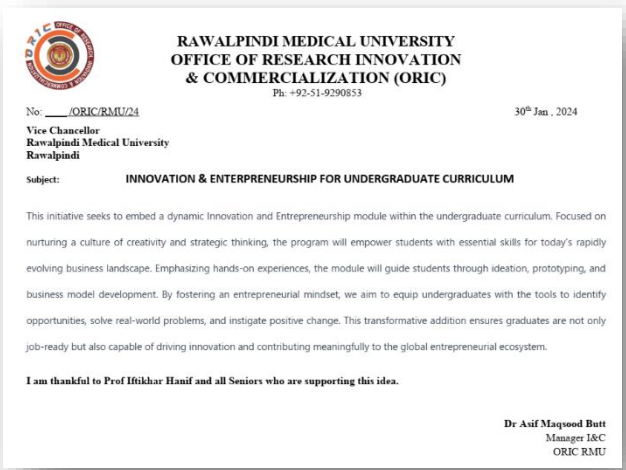 ORIC OFFICE OF RESEARCH, INNOVATION & COMMERCIALIZATION
RAWALPINDI MEDICAL UNIVERSITY
OFFICE OF RESEARCH INNOVATION
& COMMERCIALIZATION (ORIC)
Ph: +92-51-9290853
No: ____/ORIC/RMU/24 30th Jan , 2024
Vice Chancellor
Rawalpindi Medical University
Rawalpindi
Subject: INNOVATION & ENTERPRENEURSHIP FOR UNDERGRADUATE CURRICULUM
This initiative seeks to embed a dynamic Innovation and Entrepreneurship module within the undergraduate curriculum. Focused on
nurturing a culture of creativity and strategic thinking, the program will empower students with essential skills for today's rapidly
evolving business landscape. Emphasizing hands-on experiences, the module will guide students through ideation, prototyping, and
business model development. By fostering an entrepreneurial mindset, we aim to equip undergraduates with the tools to identify
opportunities, solve real-world problems, and instigate positive change. This transformative addition ensures graduates are not only
job-ready but also capable of driving innovation and contributing meaningfully to the global entrepreneurial ecosystem.
I am thankful to Prof Iftikhar Hanif and all Seniors who are supporting this idea.
Dr Asif Maqsood Butt
Manager I&C
ORIC RMU